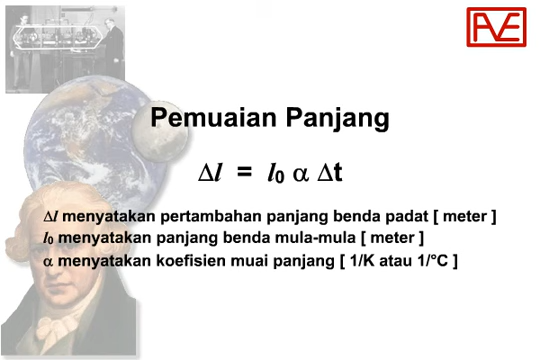 FVE
Pemuaian Panjang
Δl = l₀ α Δt
Δl menyatakan pertambahan panjang benda padat [ meter ]
l₀ menyatakan panjang benda mula-mula [ meter ]
α menyatakan koefisien muai panjang [ 1/K atau 1/°C ]